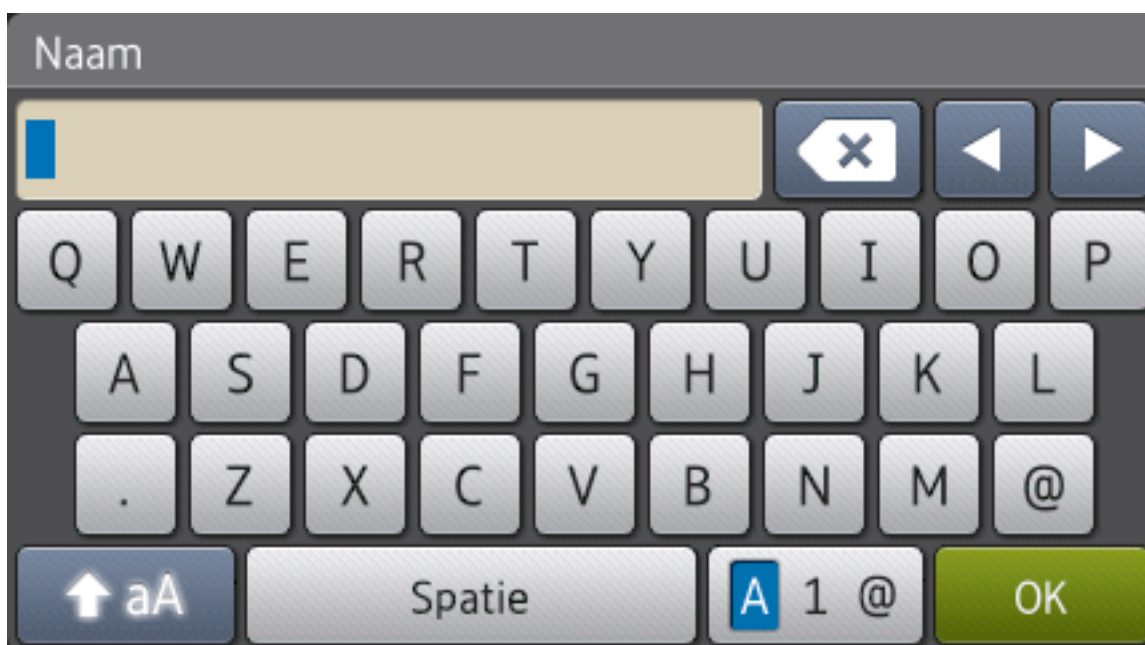 Naam
Q W E R T Y U I O P
A S D F G H J K L
. Z X C V B N M @
aA Spatie A 1 @ OK